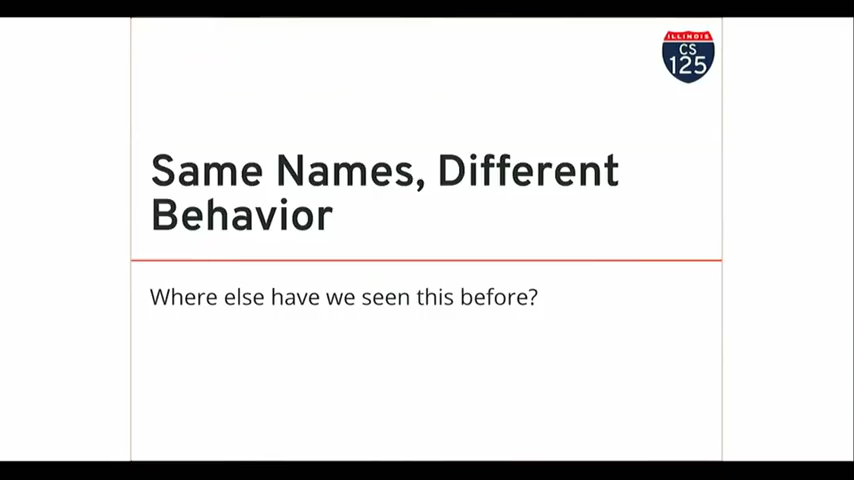 ILLINOIS
CS
125
Same Names, Different
Behavior
Where else have we seen this before?